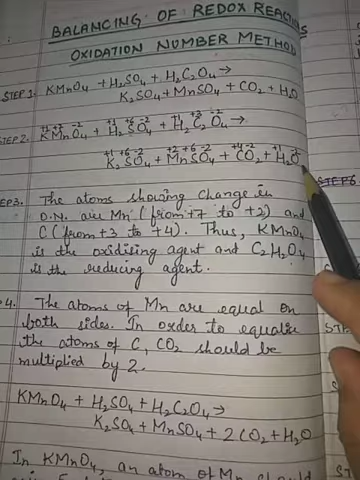 BALANCING OF REDOX REACTIONS
OXIDATION NUMBER METHOD
STEP 1. KMnO4 + H2SO4 + H2C2O4 →
K2SO4 + MnSO4 + CO2 + H2O
STEP 2. +1 +7 -2 +1 +6 -2 +1 +3 -2
KMnO4 + H2SO4 + H2C2O4 →
+1 +6 -2 +2 +6 -2 +4 -2 +1 -2
K2SO4 + MnSO4 + CO2 + H2O
STEP 6
EP3. The atoms showing change in
O.N. are Mn (from +7 to +2) and
C (from +3 to +4). Thus, KMnO4
is the oxidising agent and C2H2O4
is the reducing agent.
4. The atoms of Mn are equal on
both sides. In order to equalise
the atoms of C, CO2 should be
multiplied by 2.
KMnO4 + H2SO4 + H2C2O4 →
K2SO4 + MnSO4 + 2CO2 + H2O
In KMnO4, an atom of Mn should